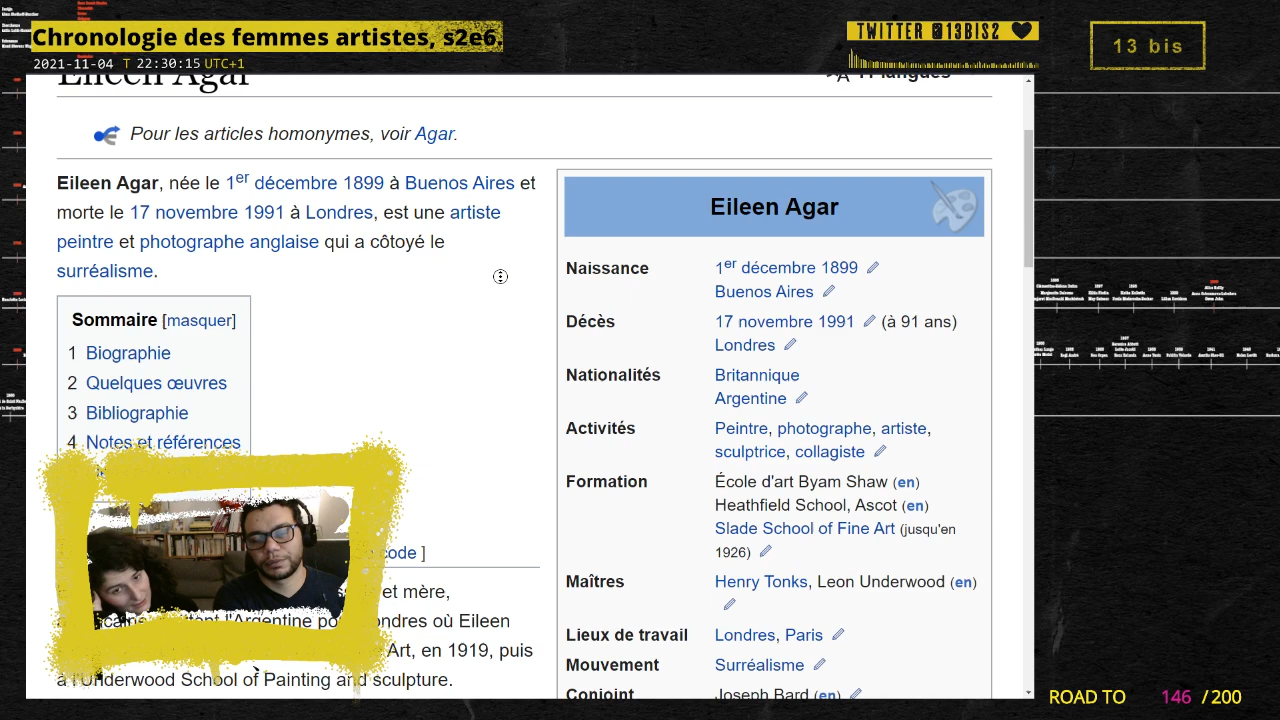 Chronologie des femmes artistes, s2e6.
2021-11-04 T 22:30:15 UTC+1
TWITTER @13BIS2
13 bis
Eileen Agar
langues
Pour les articles homonymes, voir Agar.
Eileen Agar, née le 1er décembre 1899 à Buenos Aires et
morte le 17 novembre 1991 à Londres, est une artiste
peintre et photographe anglaise qui a côtoyé le
surréalisme.
Sommaire [masquer]
1 Biographie
2 Quelques œuvres
3 Bibliographie
4 Notes et références
code ]
et mère,
ondres où Eileen
Art, en 1919, puis
à l'Underwood School of Painting and sculpture.
Eileen Agar
Naissance 1er décembre 1899
Buenos Aires
Décès 17 novembre 1991 (à 91 ans)
Londres
Nationalités Britannique
Argentine
Activités Peintre, photographe, artiste,
sculptrice, collagiste
Formation École d'art Byam Shaw (en)
Heathfield School, Ascot (en)
Slade School of Fine Art (jusqu'en
1926)
Maîtres Henry Tonks, Leon Underwood (en)
Lieux de travail Londres, Paris
Mouvement Surréalisme
Conjoint Joseph Bard (en)
ROAD TO 146 / 200